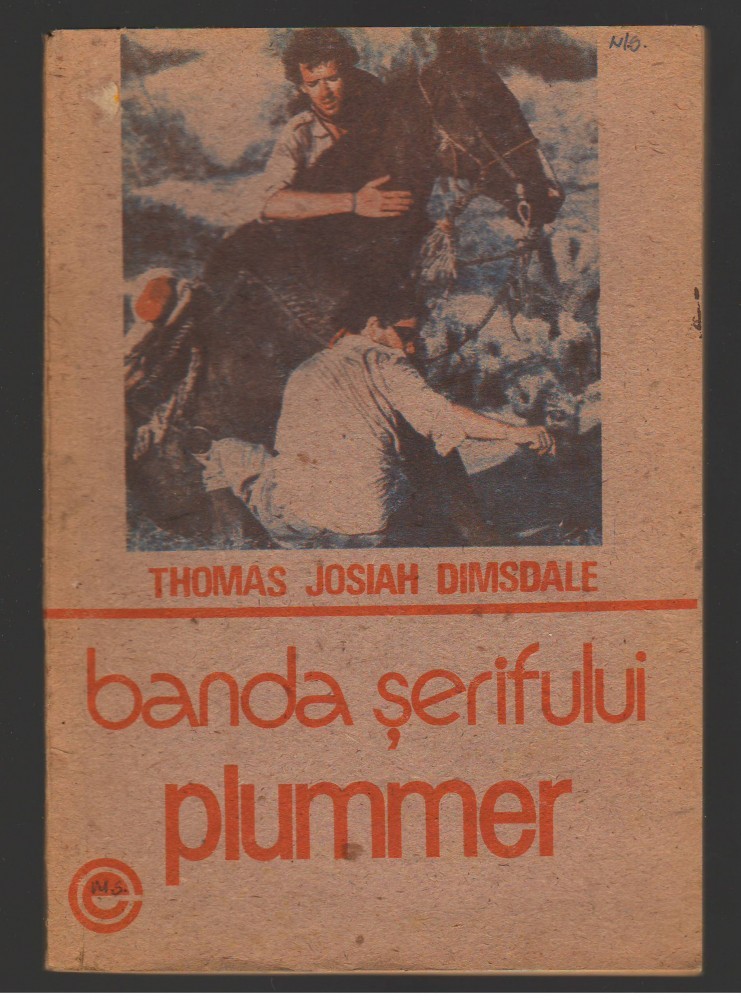 M.S.
THOMAS JOSIAH DIMSDALE
banda șerifului
plummer
M.S.